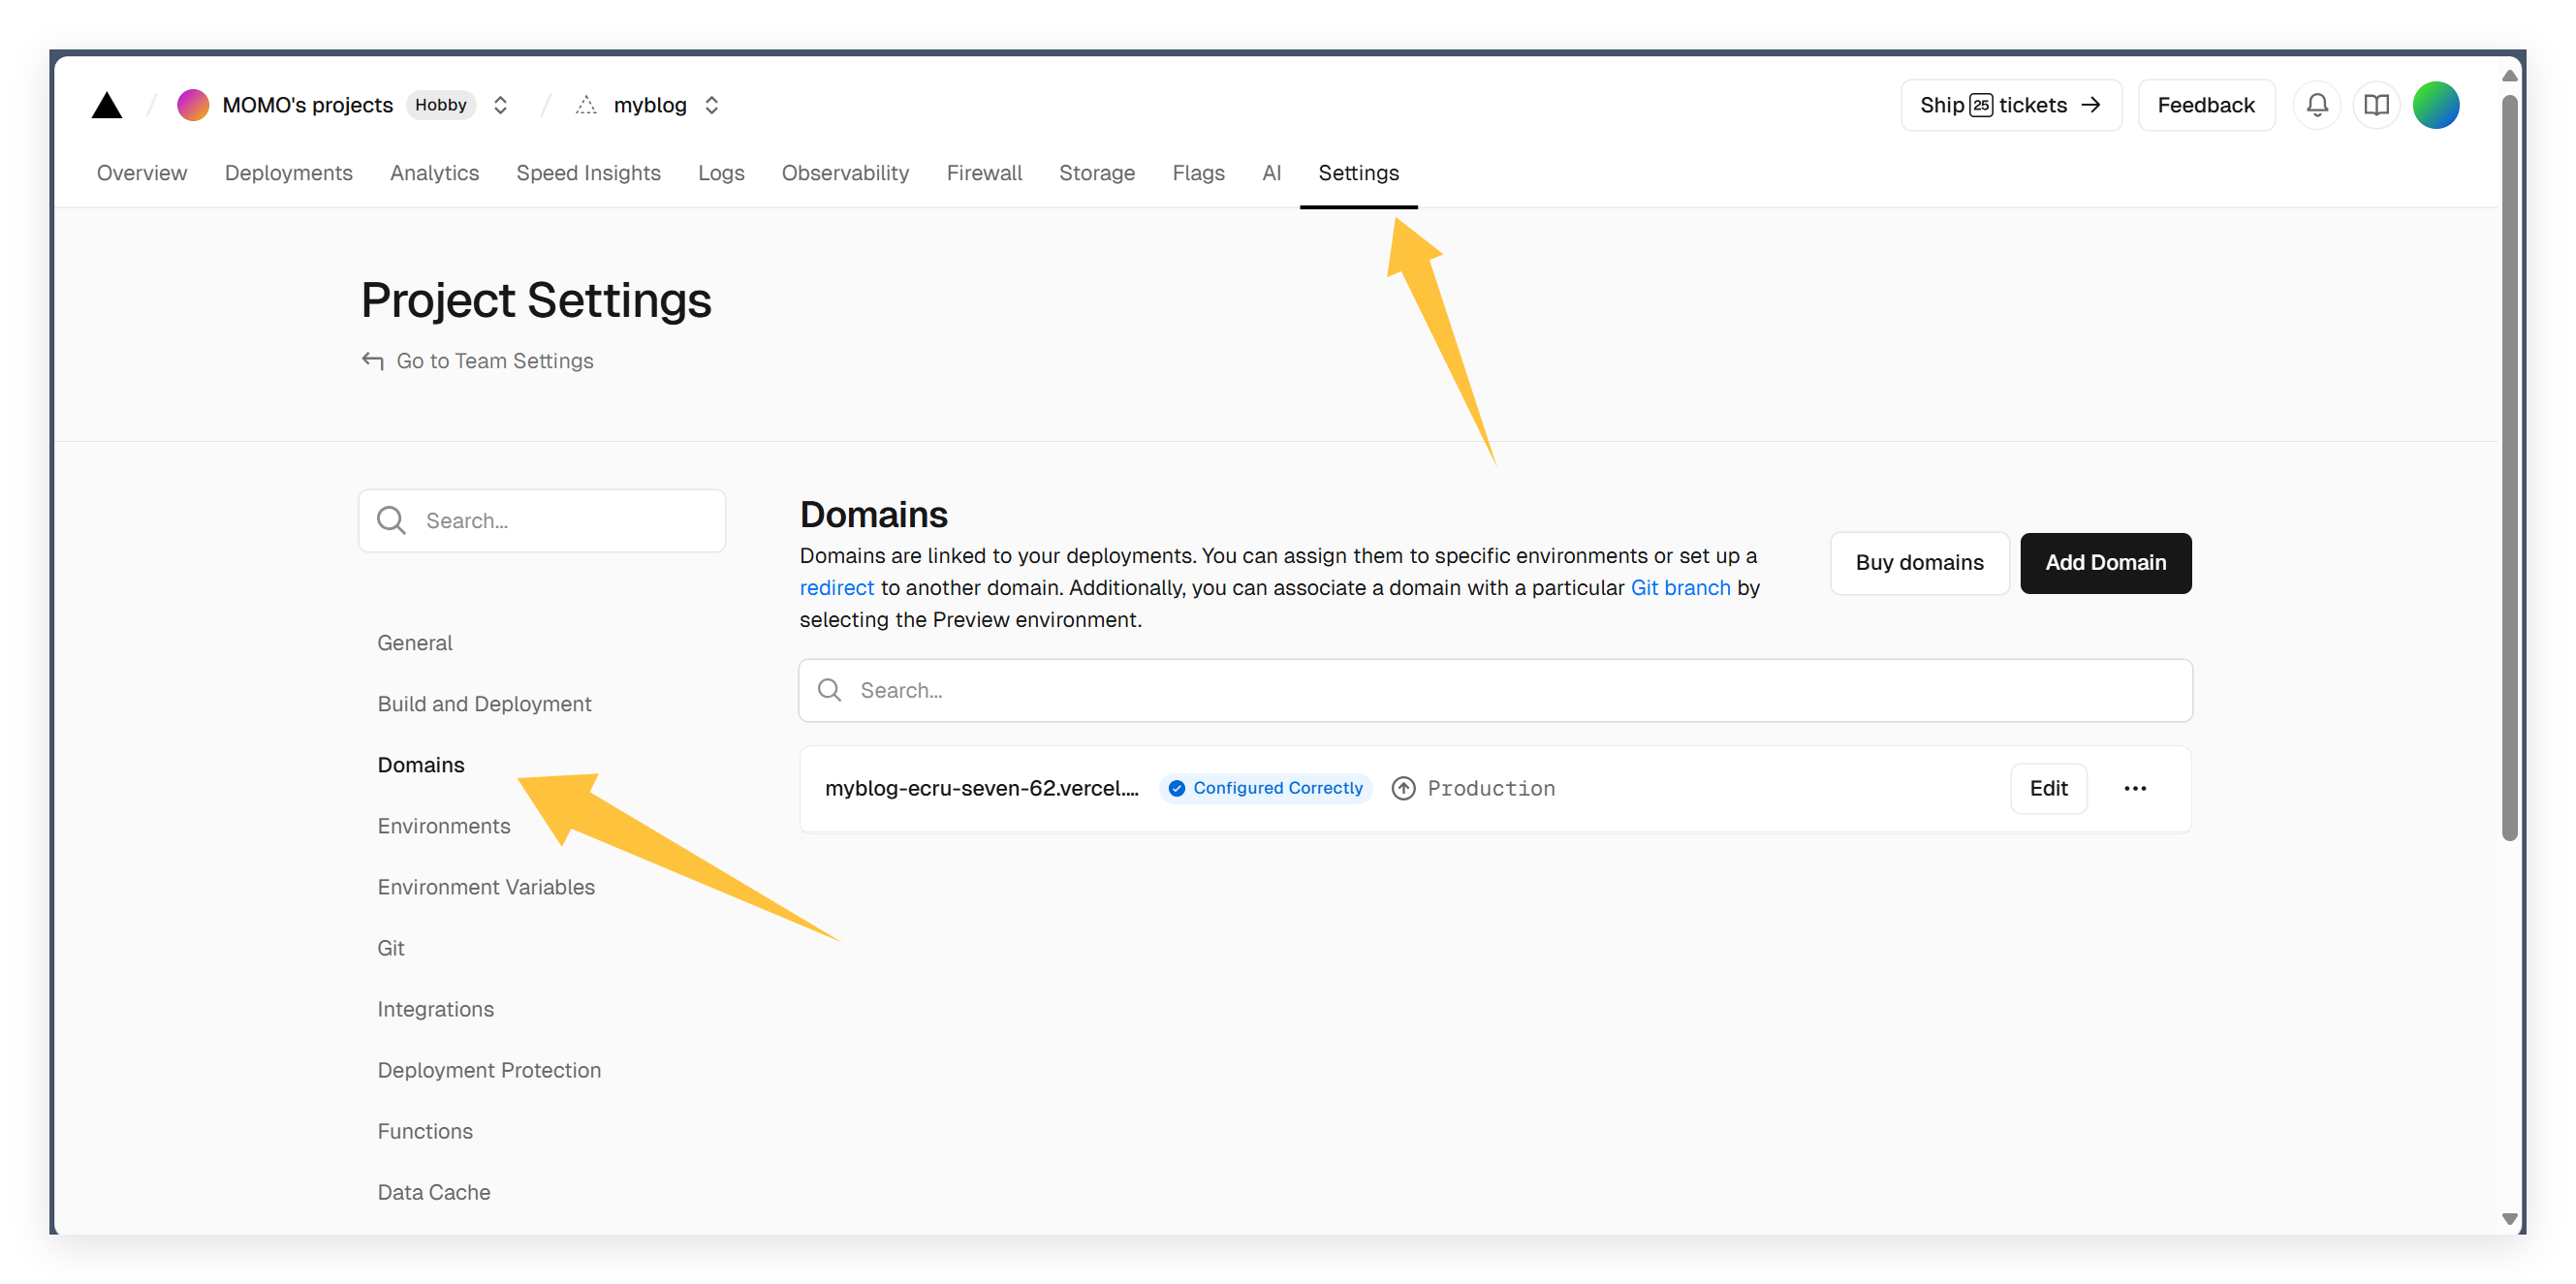 MOMO's projects Hobby myblog Ship 25 tickets → Feedback
Overview Deployments Analytics Speed Insights Logs Observability Firewall Storage Flags AI Settings
Project Settings
Go to Team Settings
Search...
Domains
Domains are linked to your deployments. You can assign them to specific environments or set up a
redirect to another domain. Additionally, you can associate a domain with a particular Git branch by
selecting the Preview environment.
Buy domains Add Domain
Search...
myblog-ecru-seven-62.vercel.... Configured Correctly Production Edit
General
Build and Deployment
Domains
Environments
Environment Variables
Git
Integrations
Deployment Protection
Functions
Data Cache